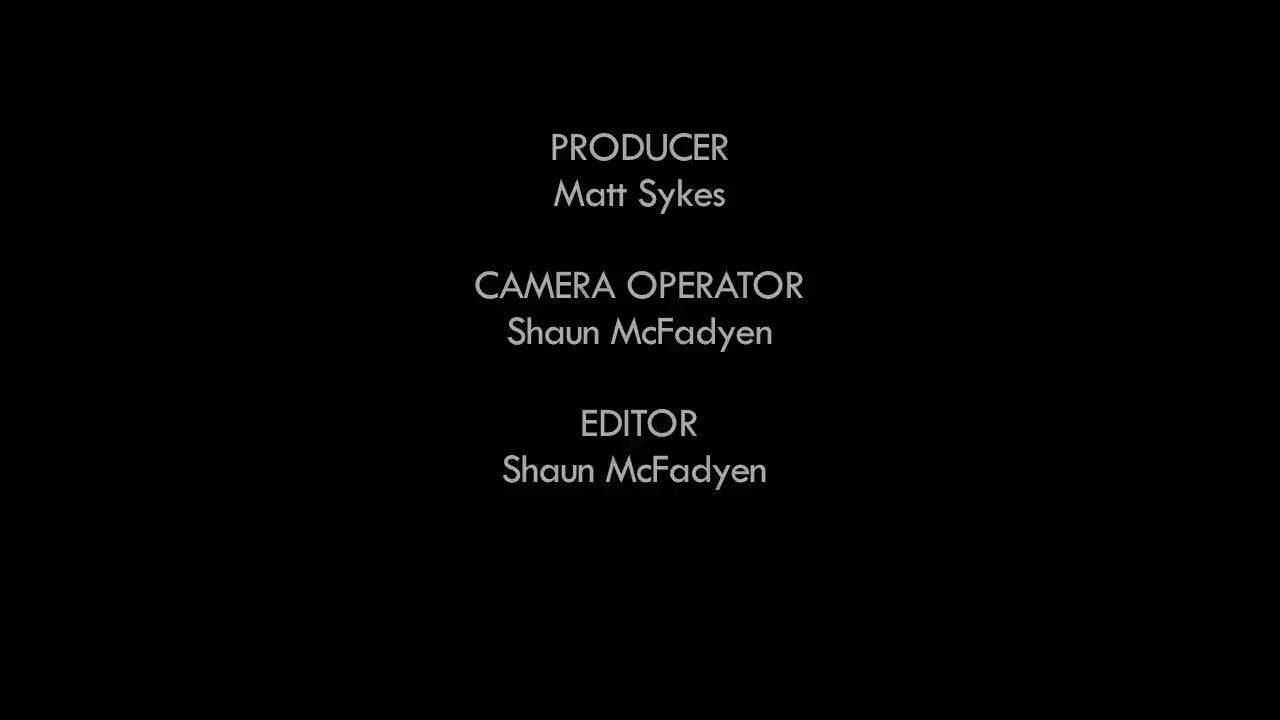 PRODUCER
Matt Sykes
CAMERA OPERATOR
Shaun McFadyen
EDITOR
Shaun McFadyen